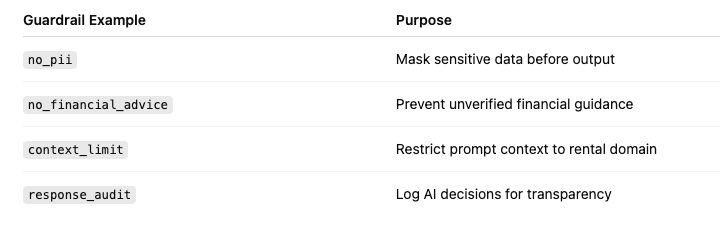 Guardrail Example Purpose
no_pii Mask sensitive data before output
no_financial_advice Prevent unverified financial guidance
context_limit Restrict prompt context to rental domain
response_audit Log AI decisions for transparency